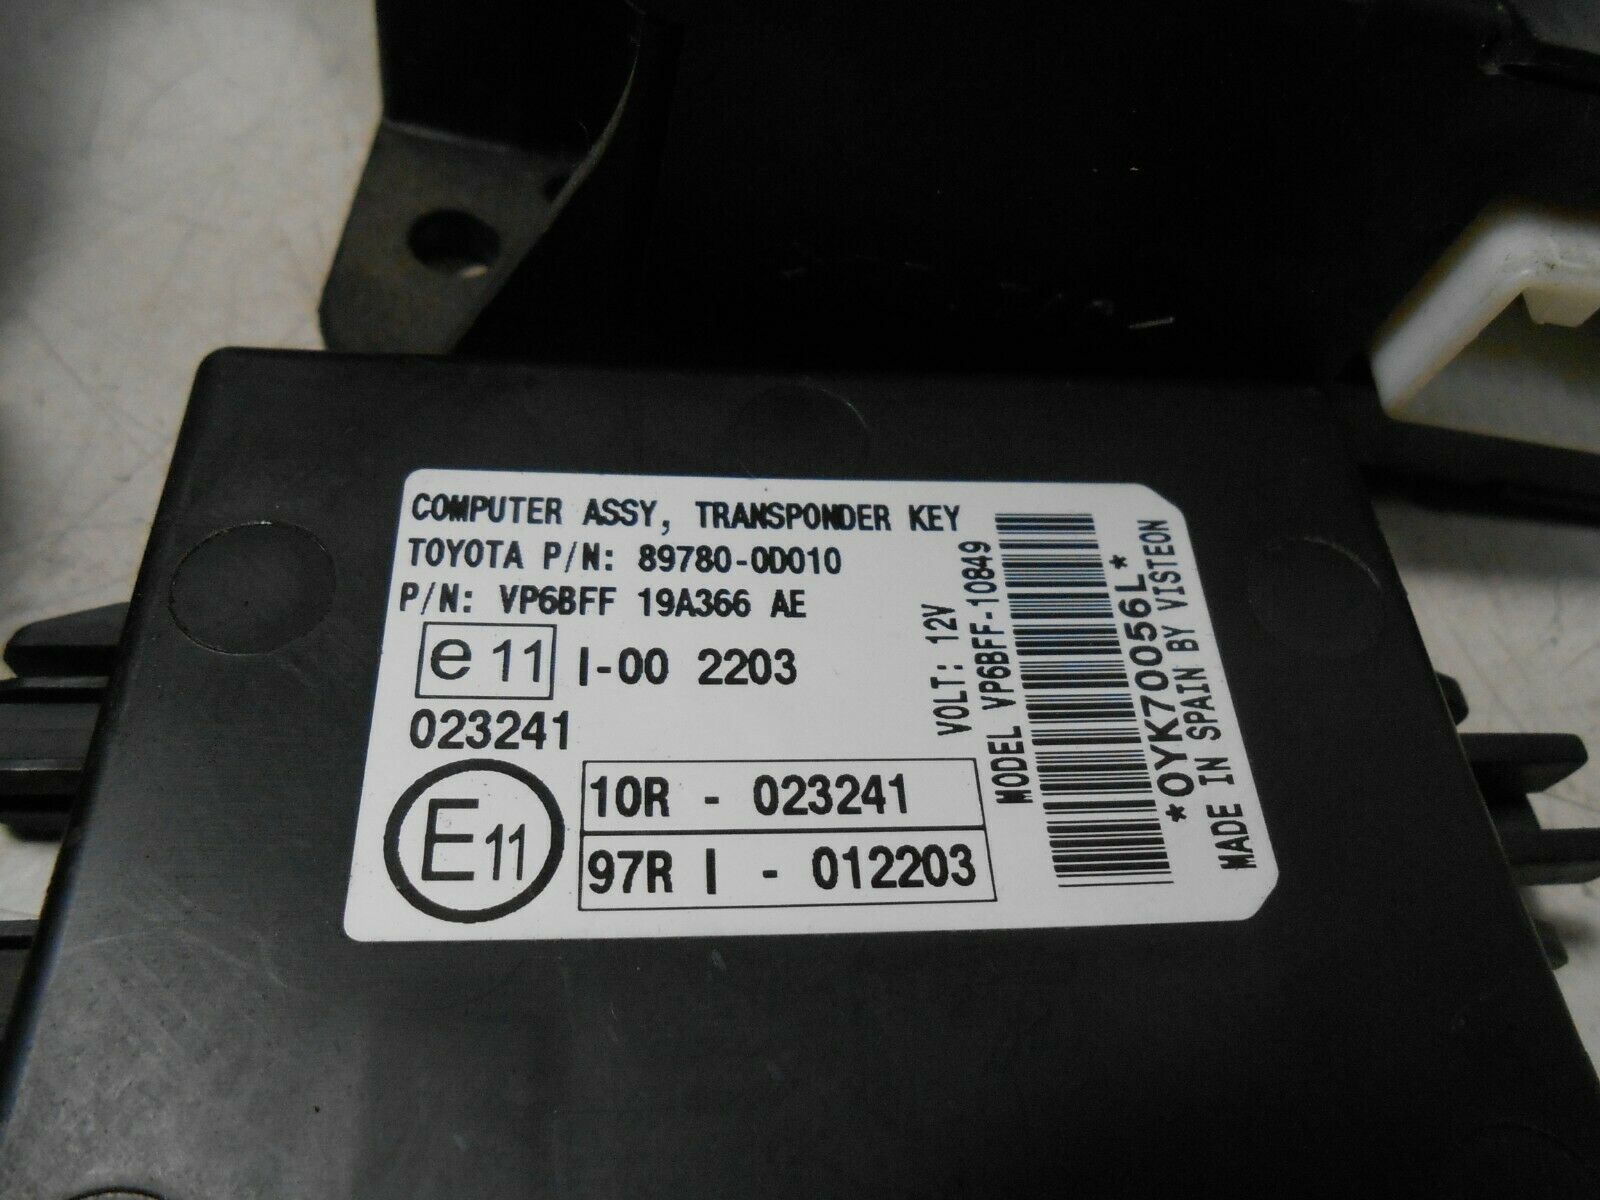 COMPUTER ASSY, TRANSPONDER KEY
TOYOTA P/N: 89780-0D010
P/N: VP6BFF 19A366 AE
e 11 I-00 2203
023241
E11
10R - 023241
97R I - 012203
VOLT: 12V
MODEL VP6BFF-10849
*0YK70056L*
MADE IN SPAIN BY VISTEON